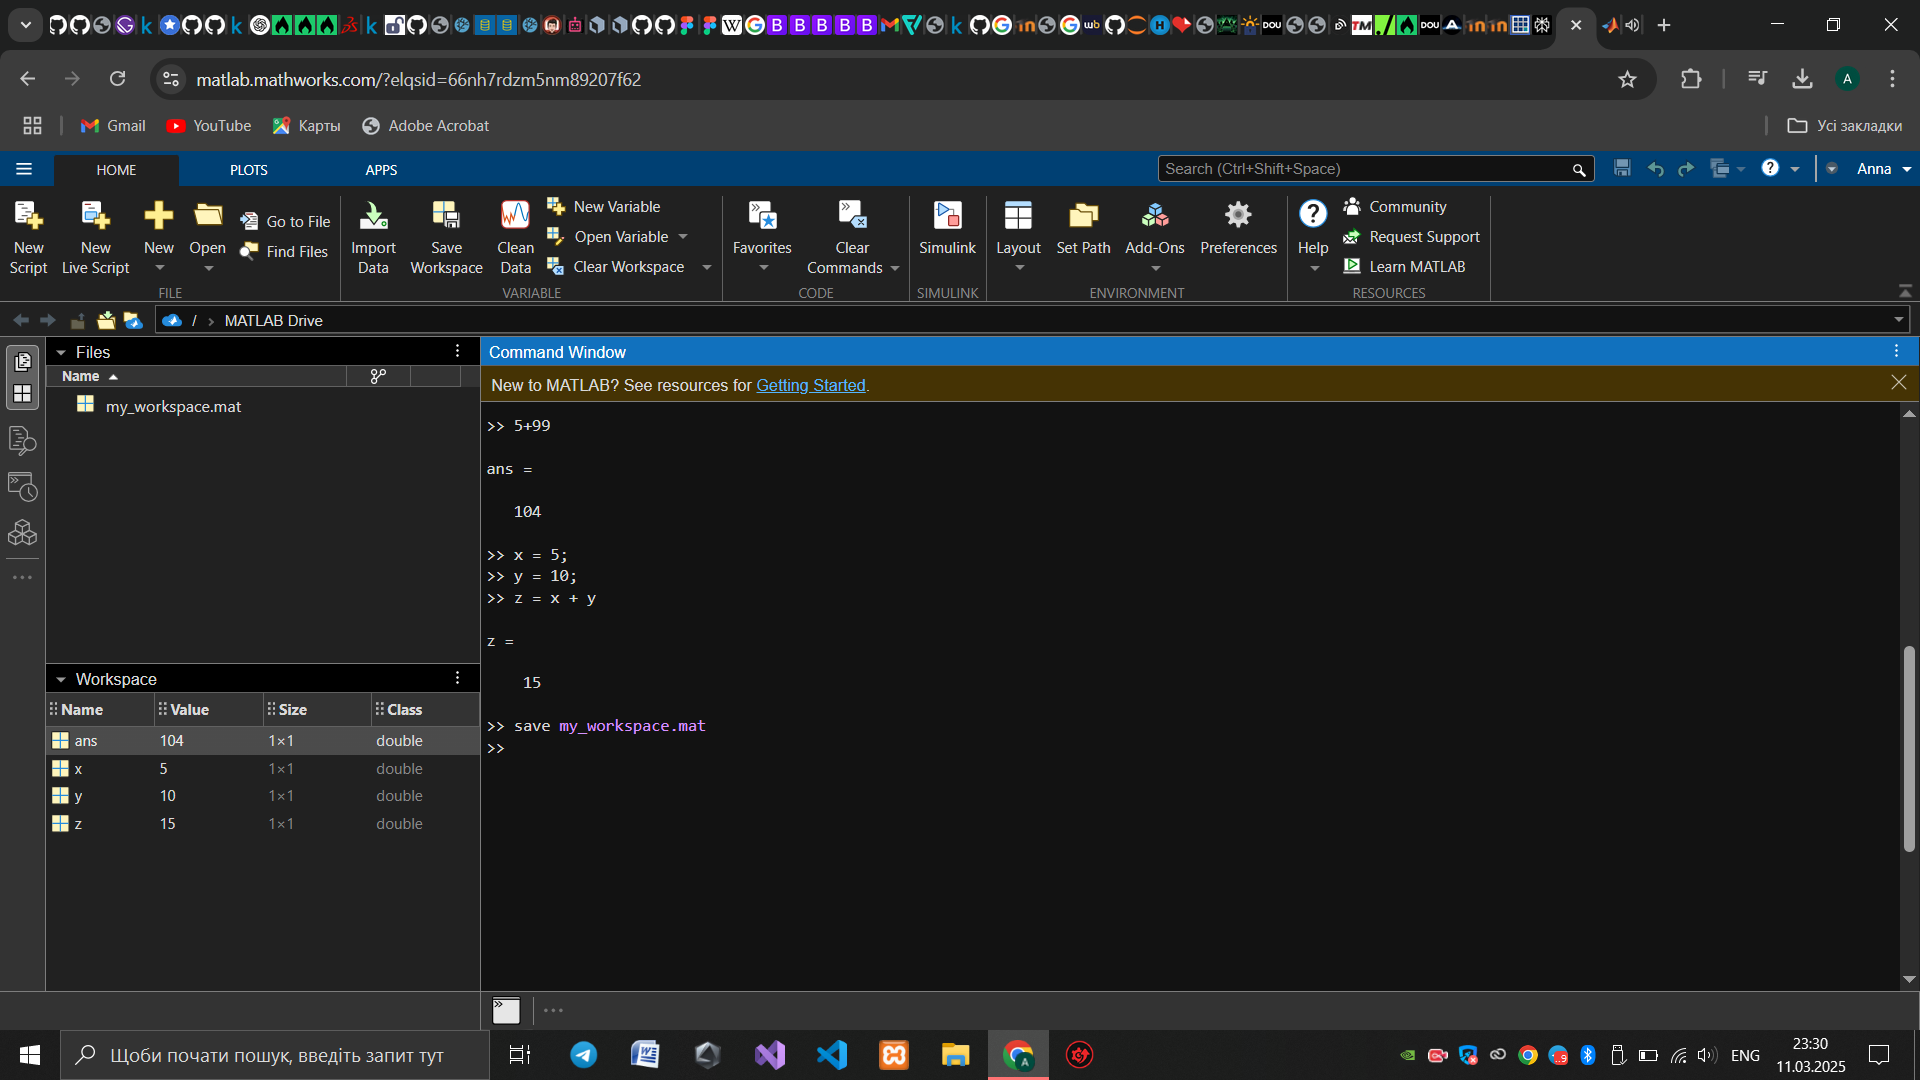 matlab.mathworks.com/?elqsid=66nh7rdzm5nm89207f62
A
Gmail YouTube Карты Adobe Acrobat Усі закладки
HOME PLOTS APPS Search (Ctrl+Shift+Space) Anna
New Script
New Live Script
New
Open
Go to File
Find Files
FILE
Import Data
Save Workspace
Clean Data
New Variable
Open Variable
Clear Workspace
VARIABLE
Favorites
Clear Commands
CODE
Simulink
SIMULINK
Layout
Set Path
Add-Ons
Preferences
ENVIRONMENT
Help
Community
Request Support
Learn MATLAB
RESOURCES
/ › MATLAB Drive
Files
Name
my_workspace.mat
Workspace
Name Value Size Class
ans 104 1×1 double
x 5 1×1 double
y 10 1×1 double
z 15 1×1 double
Command Window
New to MATLAB? See resources for Getting Started.
>> 5+99
ans =
104
>> x = 5;
>> y = 10;
>> z = x + y
z =
15
>> save my_workspace.mat
>>
Щоби почати пошук, введіть запит тут
ENG
23:30
11.03.2025